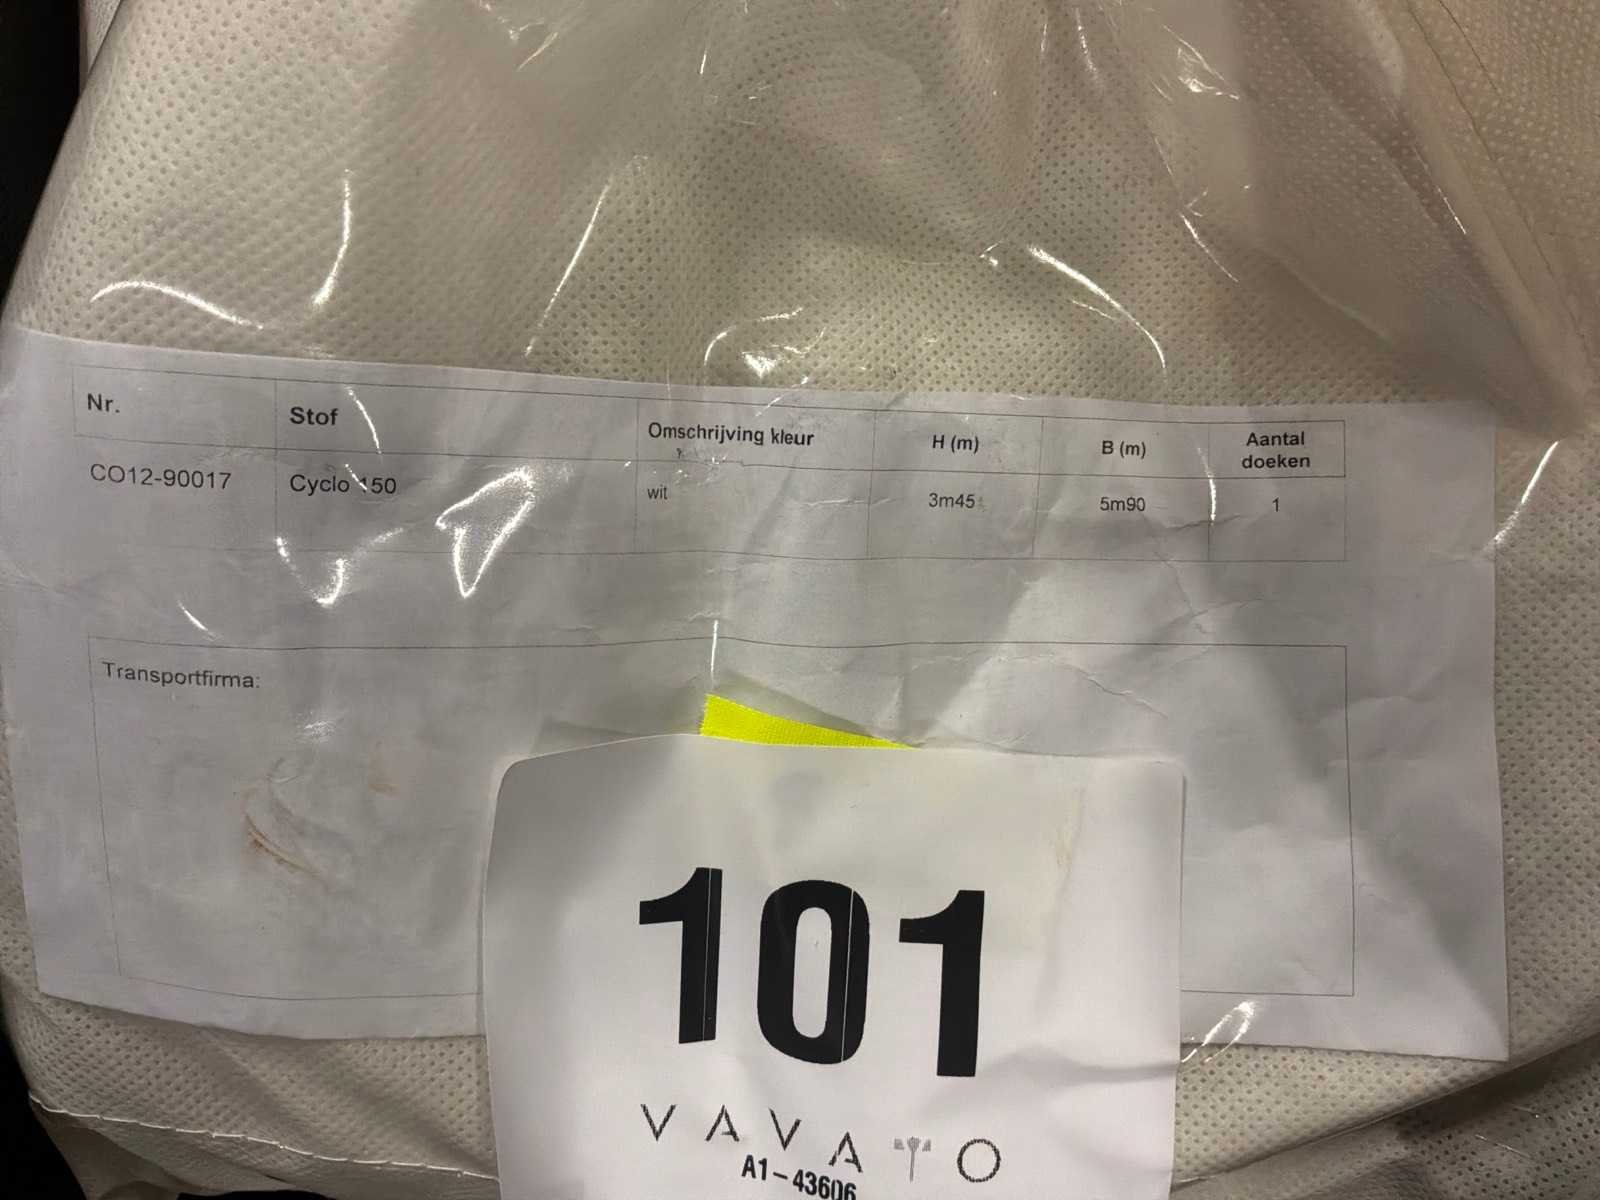 Nr. Stof Omschrijving kleur H (m) B (m) Aantal doeken
CO12-90017 Cyclo 150 wit 3m45 5m90 1
Transportfirma:
101
VAVATO
A1-43606